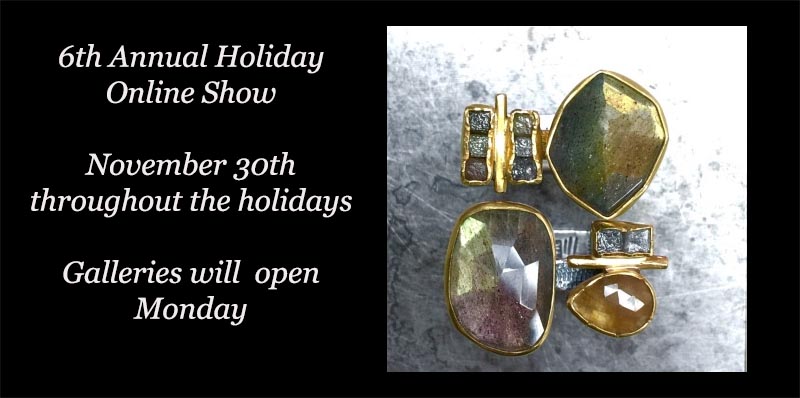 6th Annual Holiday
Online Show
November 30th
throughout the holidays
Galleries will  open
Monday